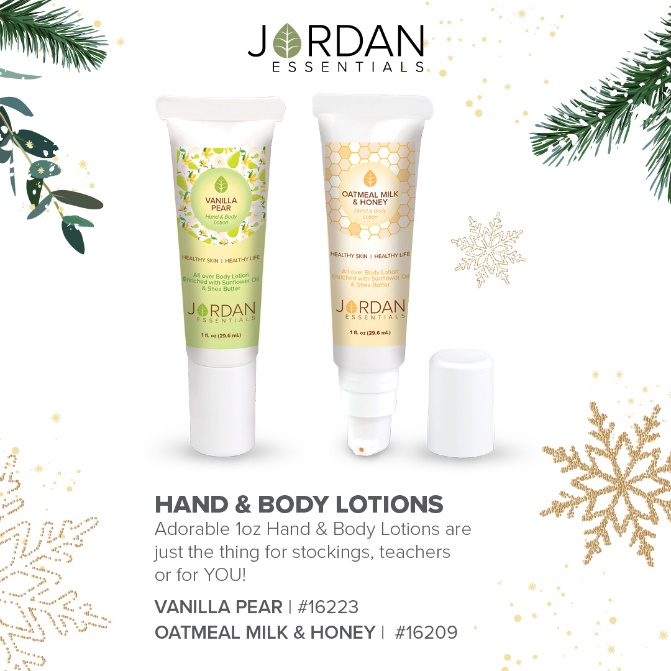 JORDAN
ESSENTIALS
VANILLA
PEAR
Hand & Body
Lotion
HEALTHY SKIN | HEALTHY LIFE
All over Body Lotion
Enriched with Sunflower Oil
& Shea Butter
JORDAN
ESSENTIALS
1 fl. oz (29.6 mL)
OATMEAL MILK
& HONEY
Hand & Body
Lotion
HEALTHY SKIN | HEALTHY LIFE
All over Body Lotion
Enriched with Sunflower Oil
& Shea Butter
JORDAN
ESSENTIALS
1 fl. oz (29.6 mL)
HAND & BODY LOTIONS
Adorable 1oz Hand & Body Lotions are
just the thing for stockings, teachers
or for YOU!
VANILLA PEAR | #16223
OATMEAL MILK & HONEY | #16209